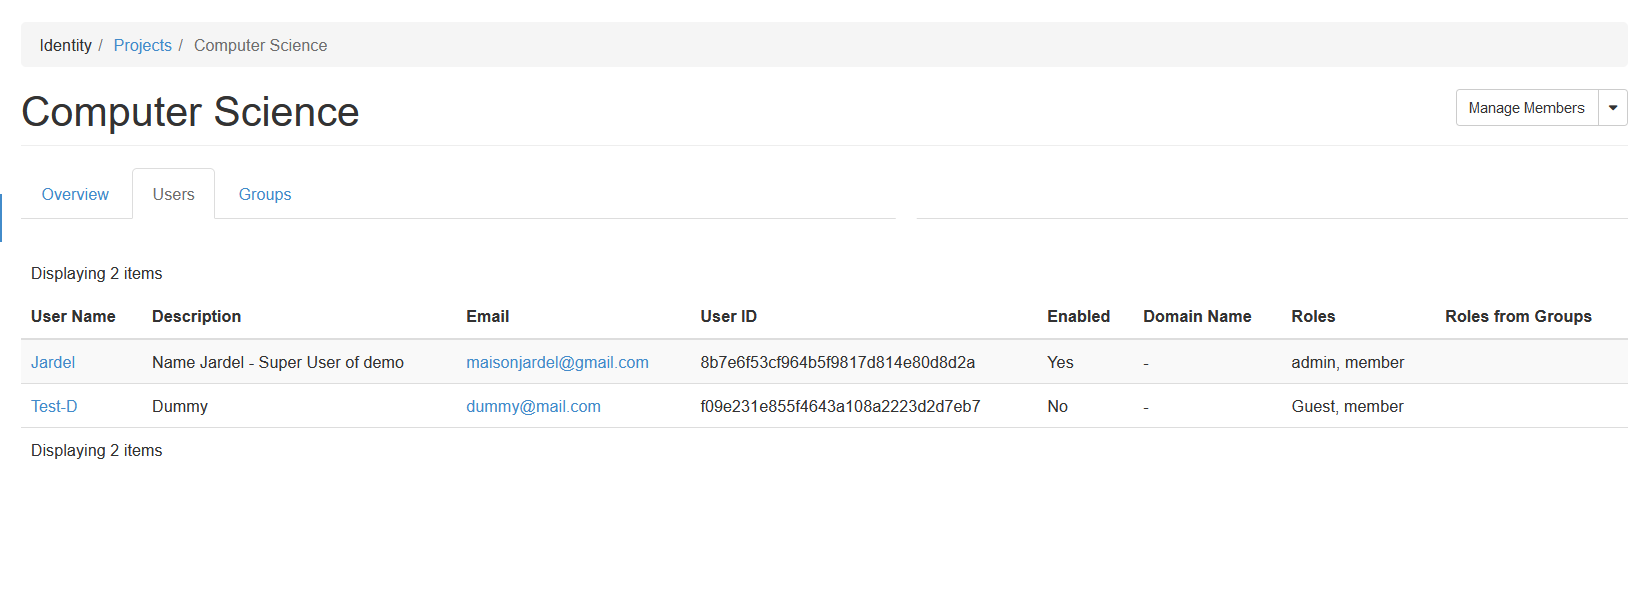 Identity / Projects / Computer Science
Computer Science
Manage Members
Overview Users Groups
Displaying 2 items
User Name Description Email User ID Enabled Domain Name Roles Roles from Groups
Jardel Name Jardel - Super User of demo maisonjardel@gmail.com 8b7e6f53cf964b5f9817d814e80d8d2a Yes - admin, member
Test-D Dummy dummy@mail.com f09e231e855f4643a108a2223d2d7eb7 No - Guest, member
Displaying 2 items